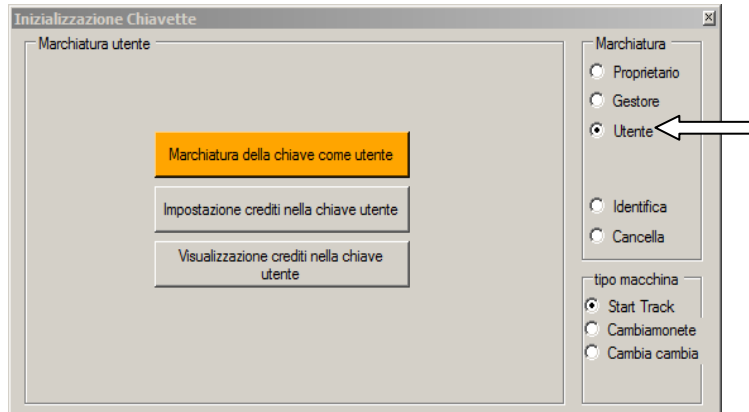 Inizializzazione Chiavette
Marchiatura utente
Marchiatura della chiave come utente
Impostazione crediti nella chiave utente
Visualizzazione crediti nella chiave
utente
Marchiatura
Proprietario
Gestore
Utente
Identifica
Cancella
tipo macchina
Start Track
Cambiamonete
Cambia cambia